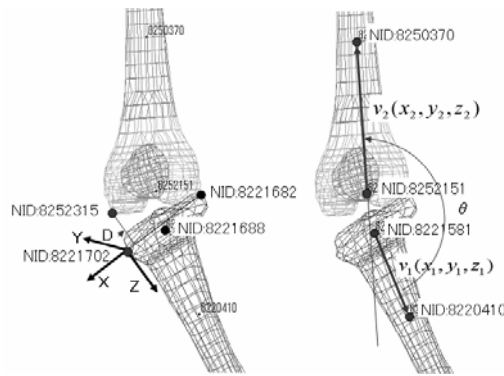 8250370
8252151
NID:8221682
NID:8252315
NID:8221688
D
Y
NID:8221702
X
Z
8220410
NID:8250370
v₂(x₂, y₂, z₂)
NID:8252151
θ
NID:8221581
v₁(x₁, y₁, z₁)
NID:8220410